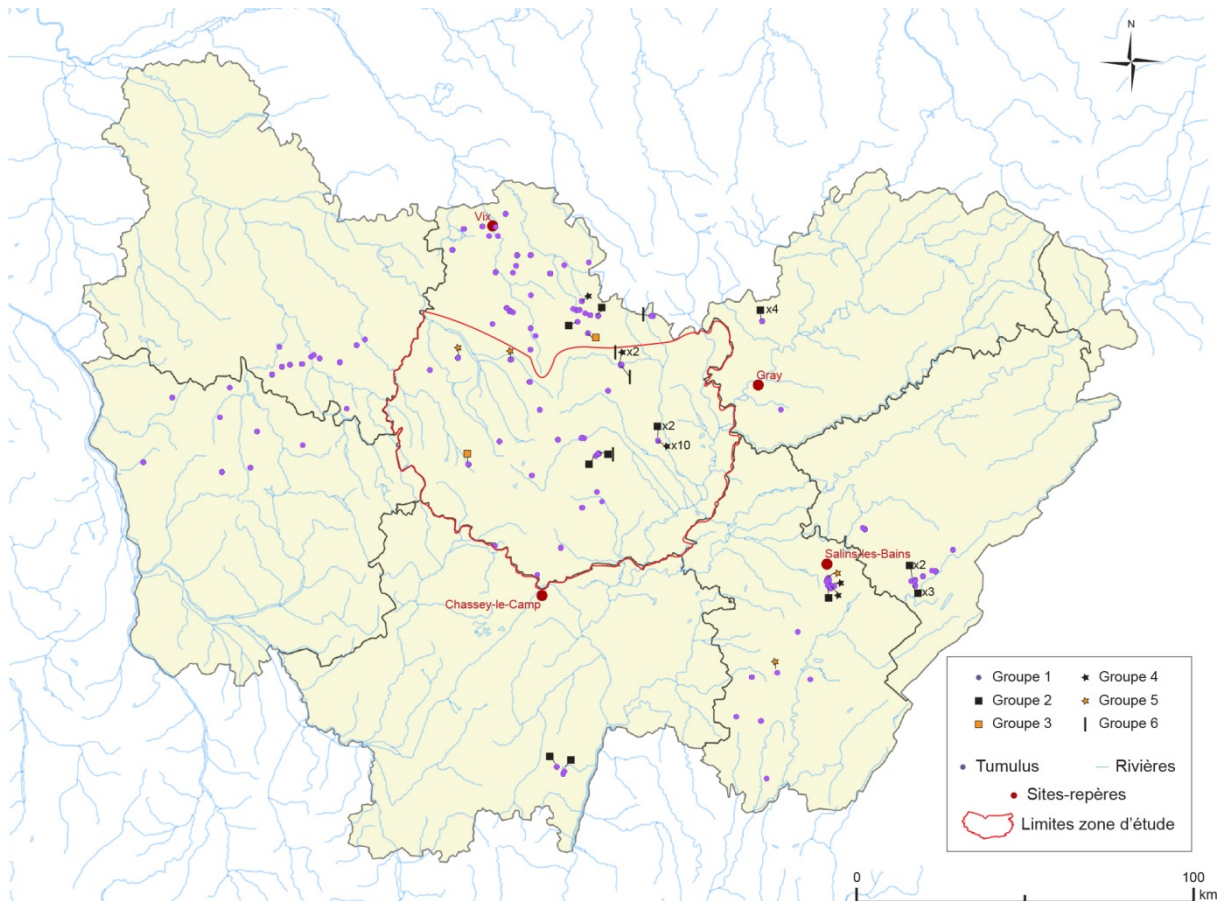 N
Vix
x4
x2
Gray
x2
x10
Salins-les-Bains
x2
x3
Chassey-le-Camp
Groupe 1
Groupe 4
Groupe 2
Groupe 5
Groupe 3
Groupe 6
Tumulus
Rivières
Sites-repères
Limites zone d'étude
0
100
km